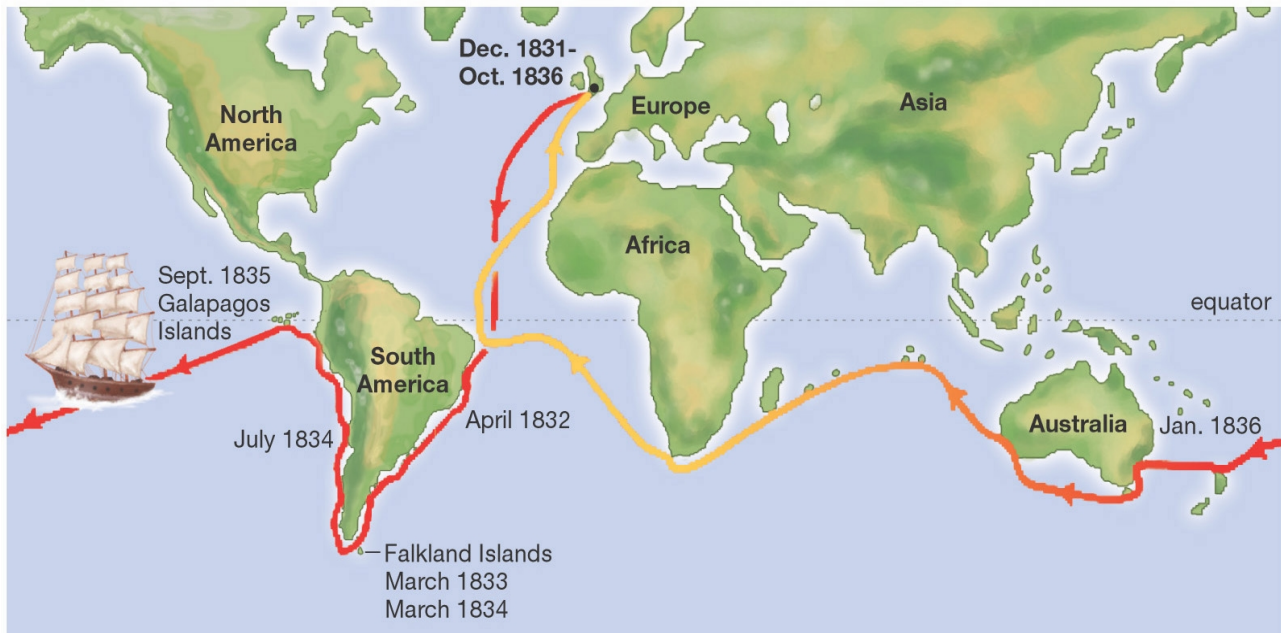 Dec. 1831-
Oct. 1836
North
America
Europe
Asia
Africa
Sept. 1835
Galapagos
Islands
equator
South
America
July 1834
April 1832
Australia
Jan. 1836
Falkland Islands
March 1833
March 1834